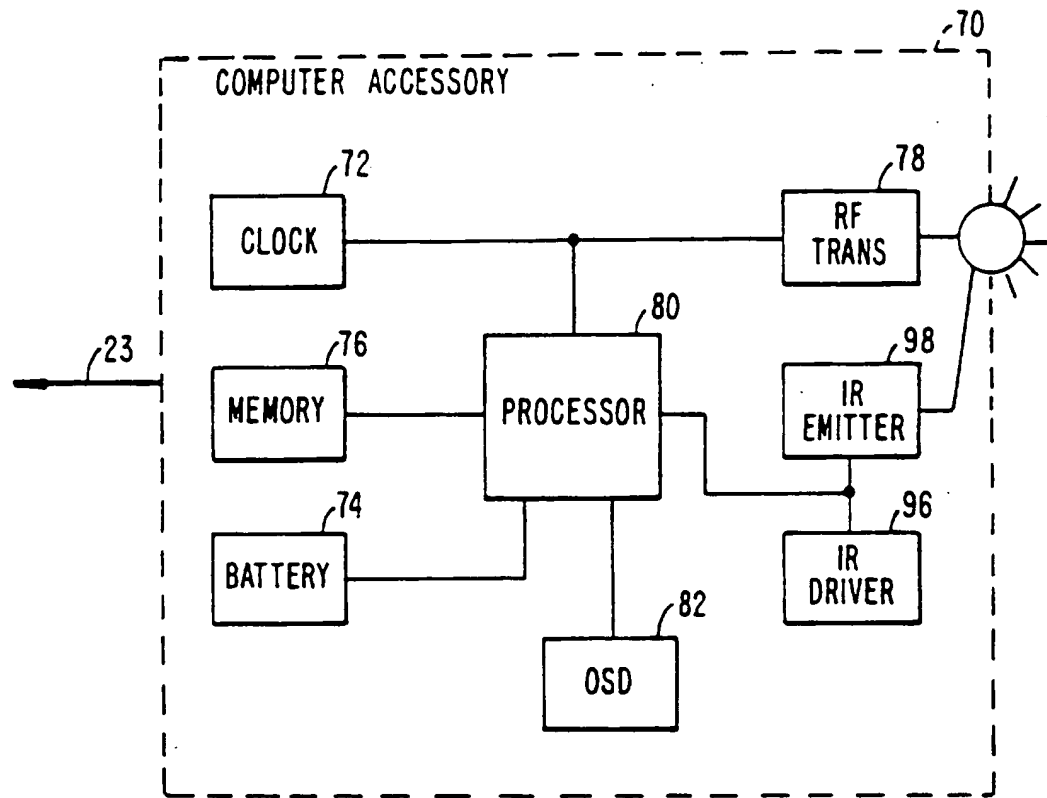 70
COMPUTER ACCESSORY
72
CLOCK
78
RF
TRANS
23
76
MEMORY
80
PROCESSOR
98
IR
EMITTER
74
BATTERY
96
IR
DRIVER
82
OSD